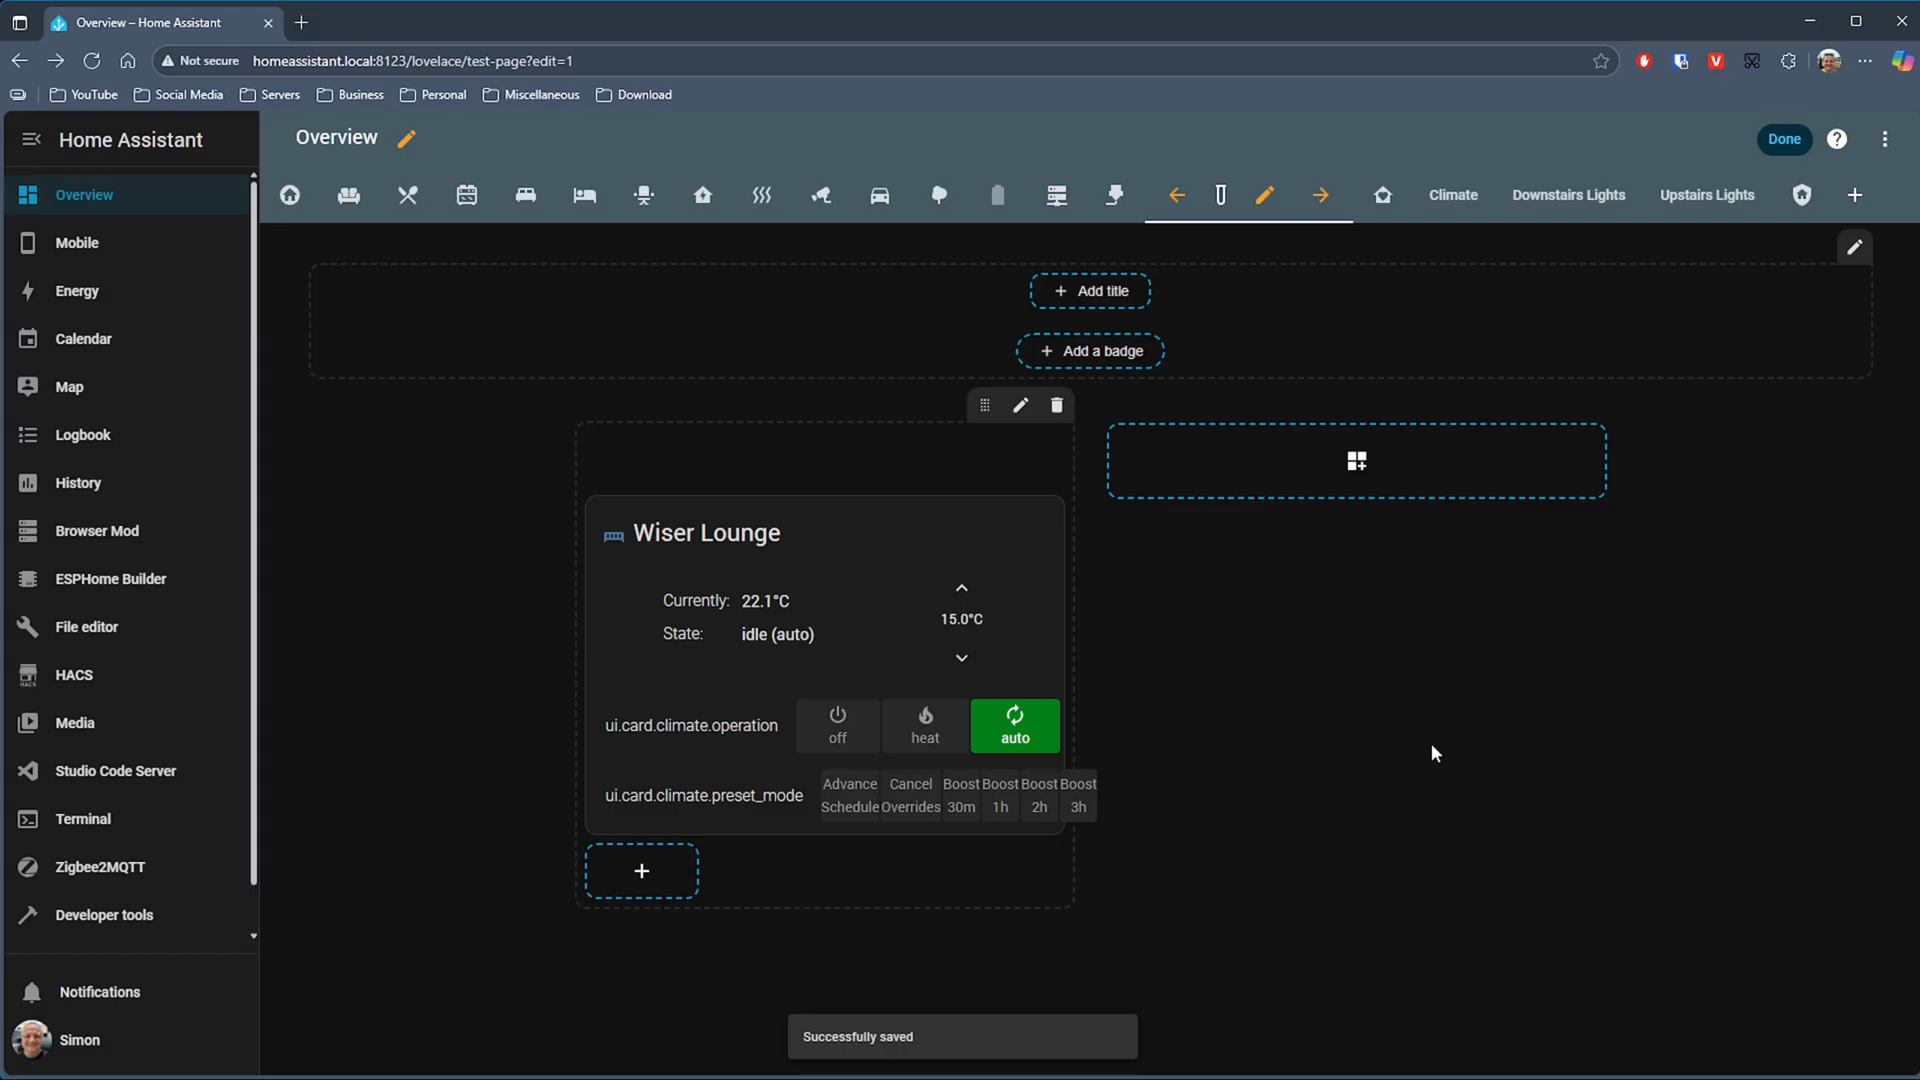 Overview – Home Assistant
Not secure
homeassistant.local:8123/lovelace/test-page?edit=1
YouTube
Social Media
Servers
Business
Personal
Miscellaneous
Download
Home Assistant
Overview
Done
Overview
Climate
Downstairs Lights
Upstairs Lights
Mobile
Energy
Calendar
Map
Logbook
History
Browser Mod
ESPHome Builder
File editor
HACS
HACS
Media
Studio Code Server
Terminal
Zigbee2MQTT
Developer tools
Notifications
Simon
Add title
Add a badge
Wiser Lounge
Currently: 22.1°C
State: idle (auto)
15.0°C
ui.card.climate.operation
off
heat
auto
ui.card.climate.preset_mode
Advance
Schedule
Cancel
Overrides
Boost
30m
Boost
1h
Boost
2h
Boost
3h
Successfully saved